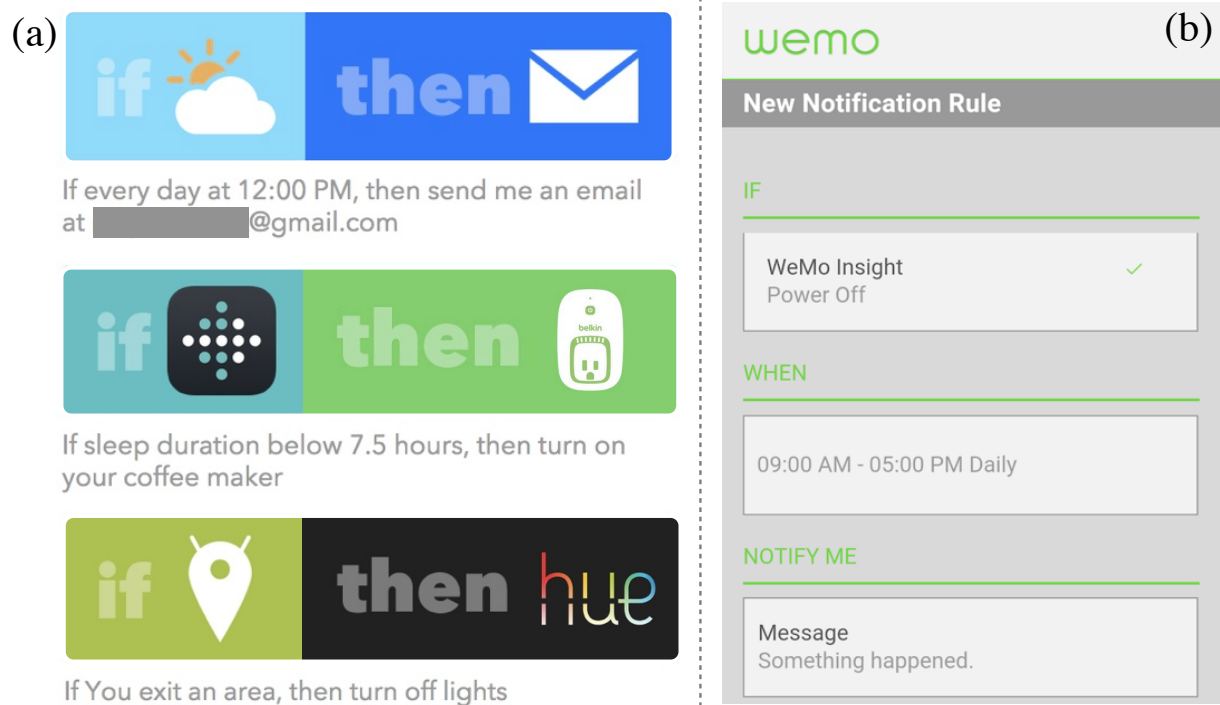 (a)
if then
If every day at 12:00 PM, then send me an email
at @gmail.com
if then
belkin
If sleep duration below 7.5 hours, then turn on
your coffee maker
if then hue
If You exit an area, then turn off lights
wemo
(b)
New Notification Rule
IF
WeMo Insight
Power Off
WHEN
09:00 AM - 05:00 PM Daily
NOTIFY ME
Message
Something happened.